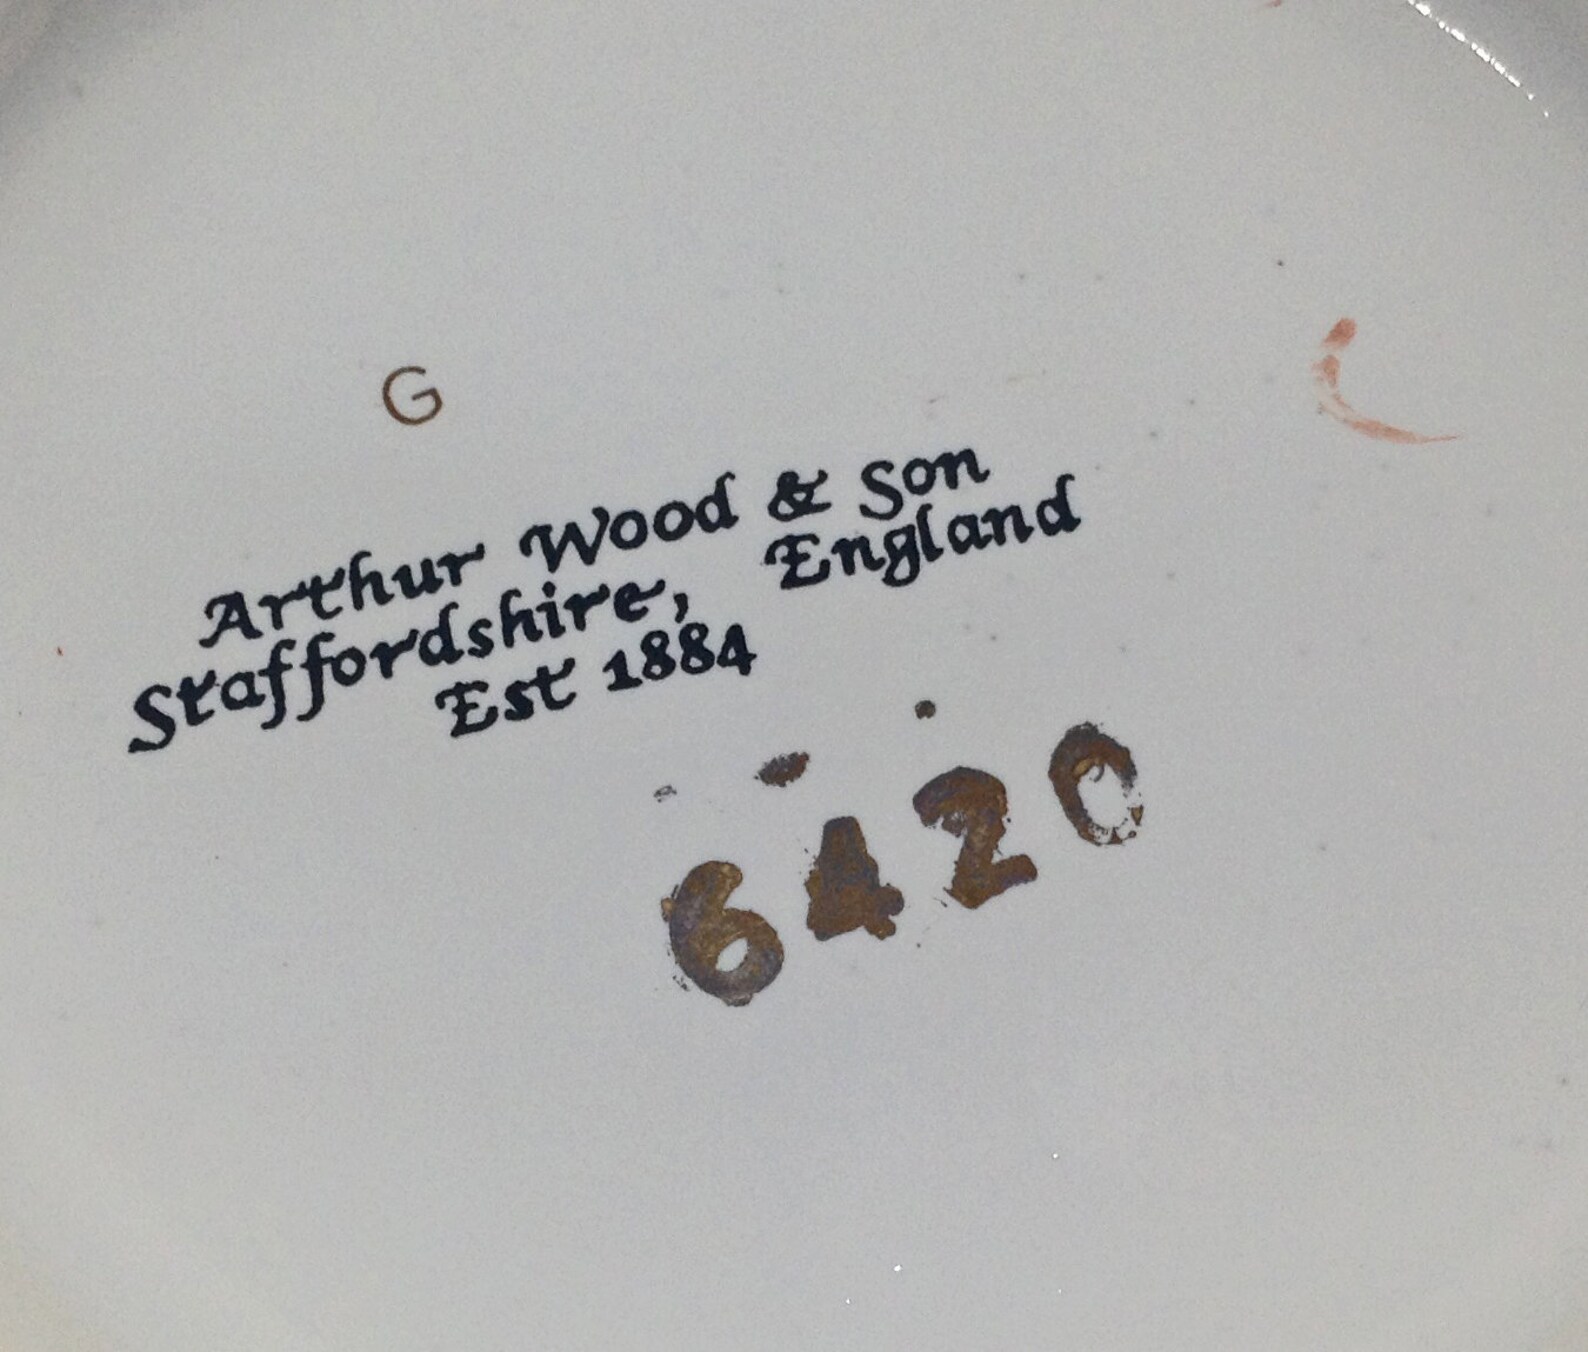 G
Arthur Wood & Son
Staffordshire, England
Est 1884
6420